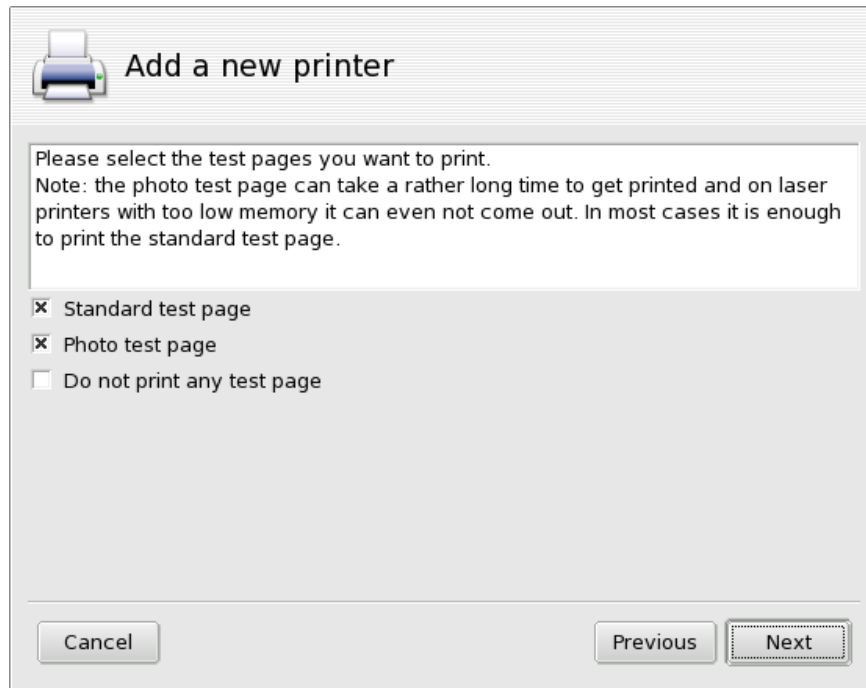 Add a new printer
Please select the test pages you want to print.
Note: the photo test page can take a rather long time to get printed and on laser
printers with too low memory it can even not come out. In most cases it is enough
to print the standard test page.
Standard test page
Photo test page
Do not print any test page
Cancel
Previous
Next